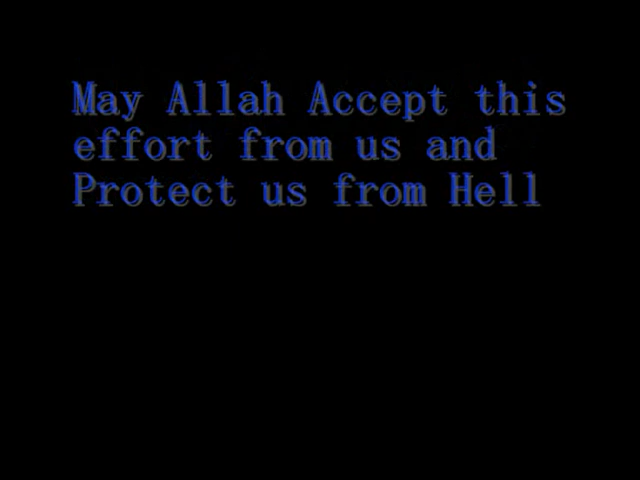 May Allah Accept this
effort from us and
Protect us from Hell